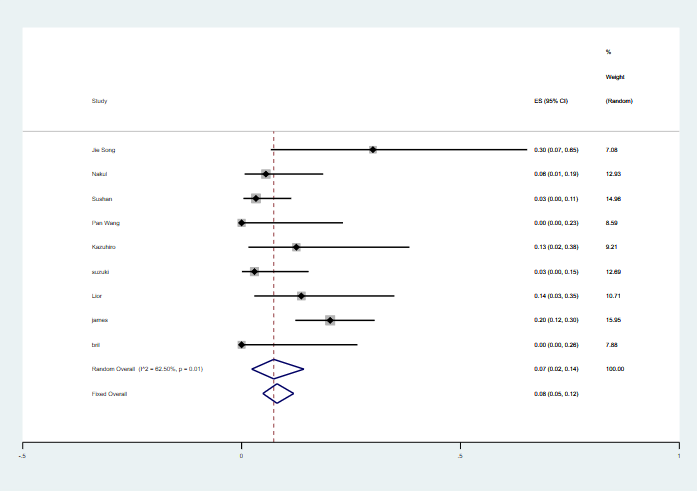 %
Weight
Study ES (95% CI) (Random)
Jie Song 0.30 (0.07, 0.65) 7.08
Nakul 0.06 (0.01, 0.19) 12.93
Sushan 0.03 (0.00, 0.11) 14.96
Pan Wang 0.00 (0.00, 0.23) 8.59
Kazuhiro 0.13 (0.02, 0.38) 9.21
suzuki 0.03 (0.00, 0.15) 12.69
Lior 0.14 (0.03, 0.35) 10.71
james 0.20 (0.12, 0.30) 15.95
bril 0.00 (0.00, 0.26) 7.88
Random Overall (I^2 = 62.50%, p = 0.01) 0.07 (0.02, 0.14) 100.00
Fixed Overall 0.08 (0.05, 0.12)
-.5 0 .5 1